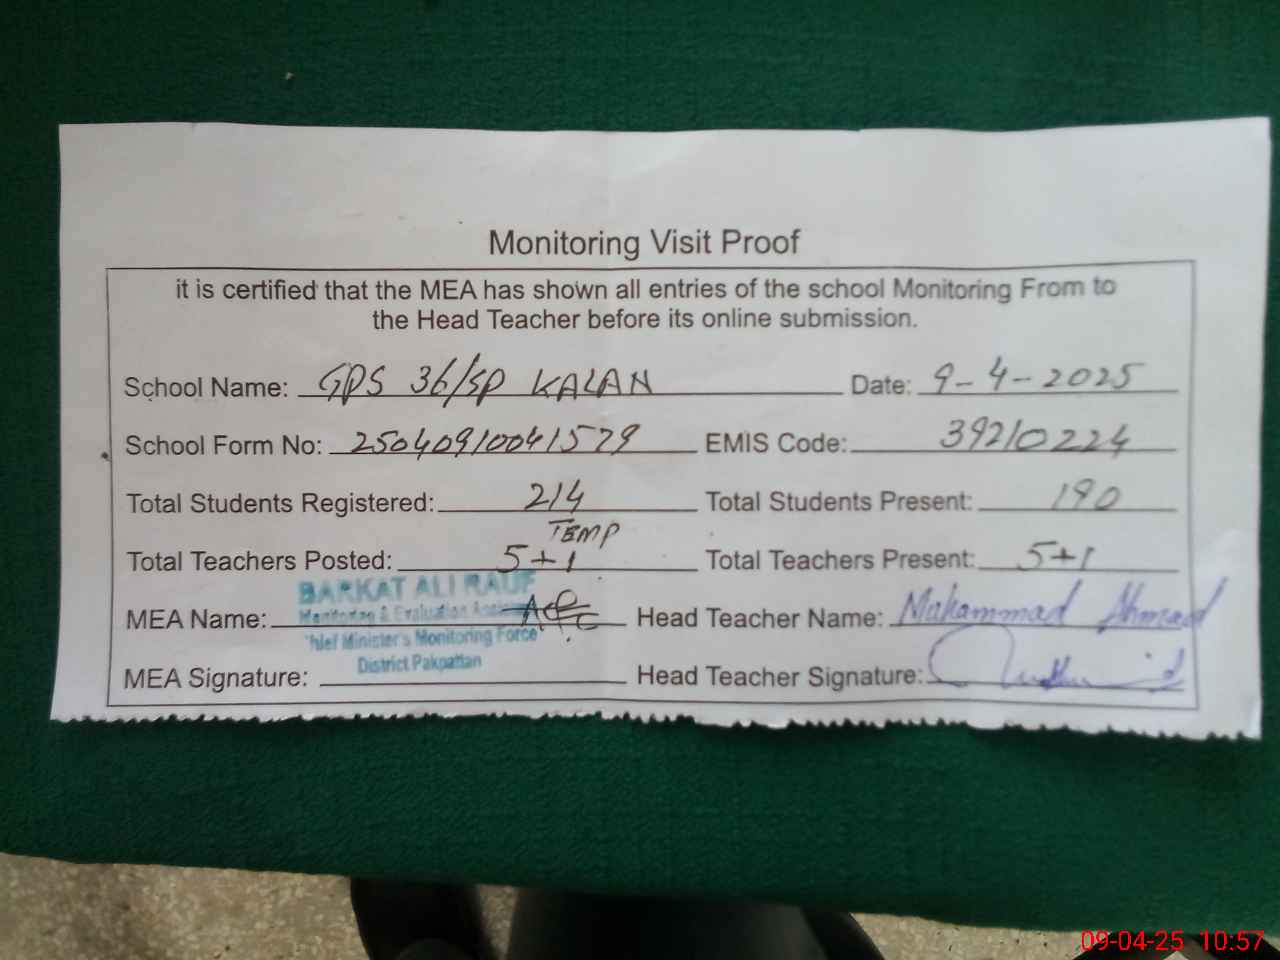 Monitoring Visit Proof
it is certified that the MEA has shown all entries of the school Monitoring From to
the Head Teacher before its online submission.
School Name: GPS 36/SP KALAN Date: 9-4-2025
School Form No: 25040910041579 EMIS Code: 39210224
Total Students Registered: 214 Total Students Present: 190
TEMP
Total Teachers Posted: 5+1 Total Teachers Present: 5+1
BARKAT ALI RAUF
MEA Name: Monitoring & Evaluation Head Teacher Name: Muhammad Ahmad
Chief Minister's Monitoring Force
District Pakpattan
MEA Signature: Head Teacher Signature:
09-04-25 10:57